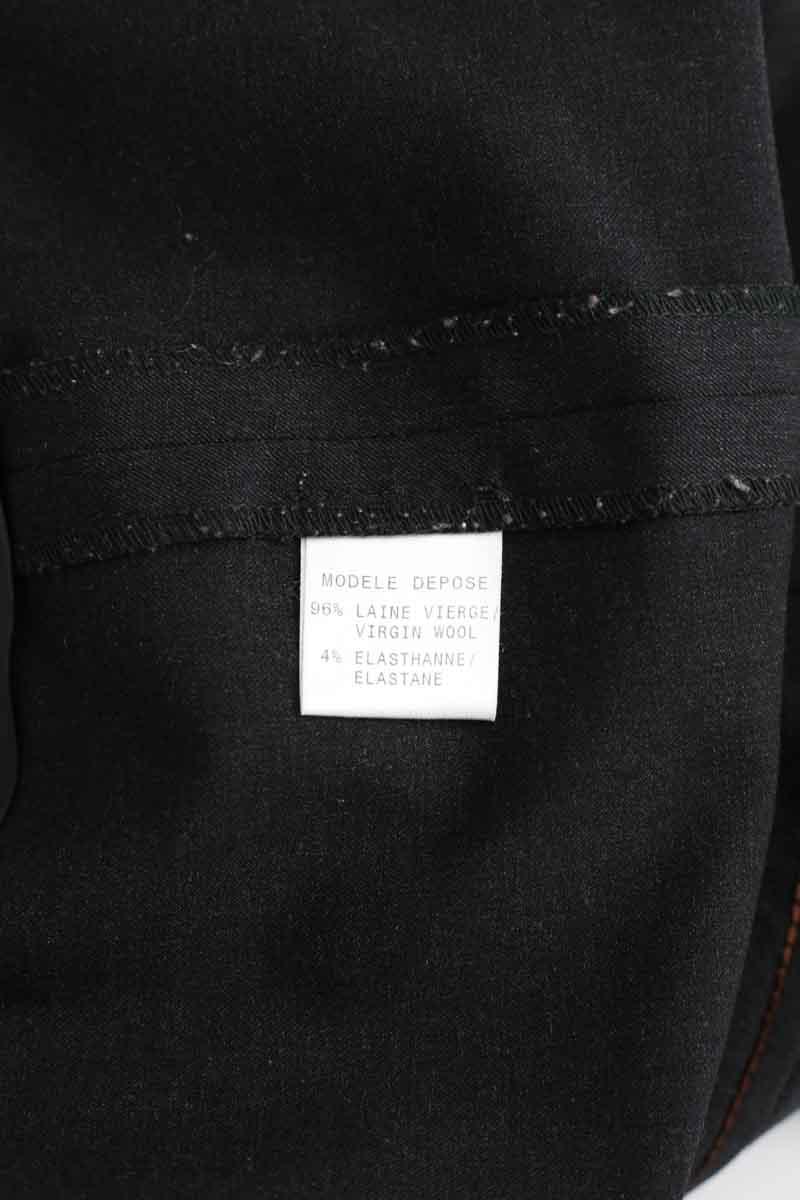 MODELE DEPOSE
96% LAINE VIERGE/
VIRGIN WOOL
4% ELASTHANNE/
ELASTANE